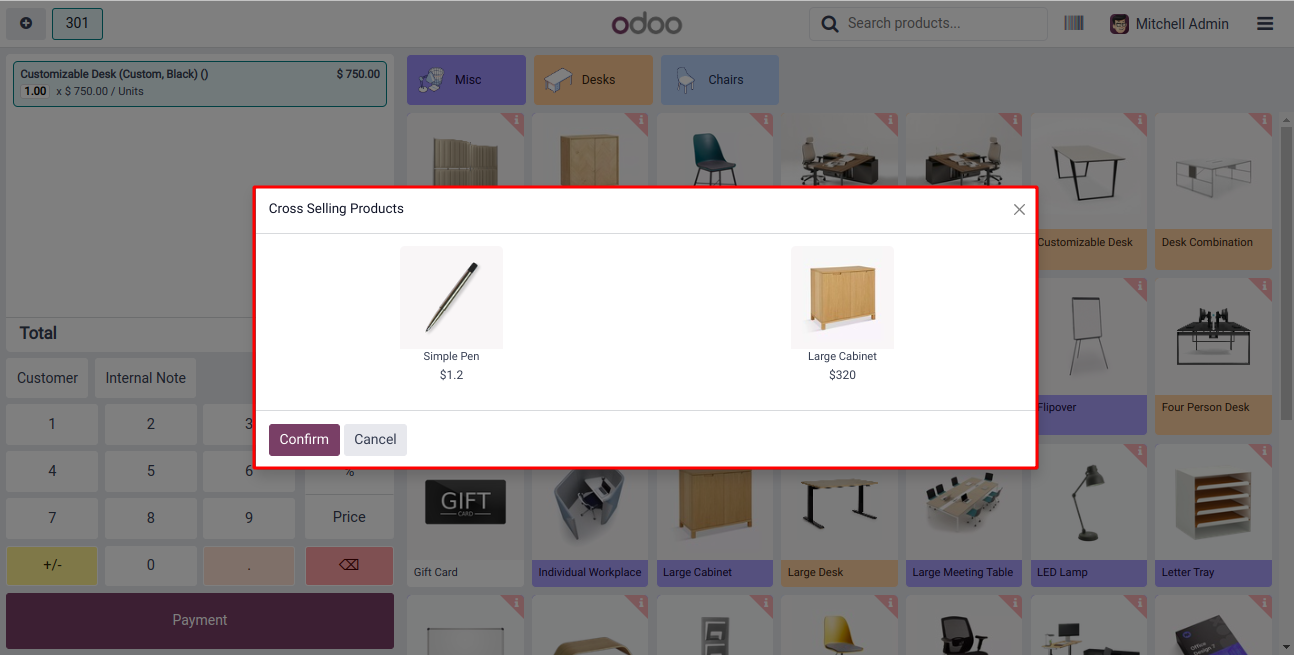 301
odoo
Search products...
Mitchell Admin
Customizable Desk (Custom, Black) ()
$ 750.00
1.00 x $ 750.00 / Units
Misc
Desks
Chairs
Customizable Desk
Desk Combination
Cross Selling Products
Simple Pen
$1.2
Large Cabinet
$320
Confirm
Cancel
Total
Customer
Internal Note
1
2
3
4
5
6
%
7
8
9
Price
+/-
0
.
Payment
Flipover
Four Person Desk
GIFT
CARD
Gift Card
Individual Workplace
Large Cabinet
Large Desk
Large Meeting Table
LED Lamp
Letter Tray
Office
Design